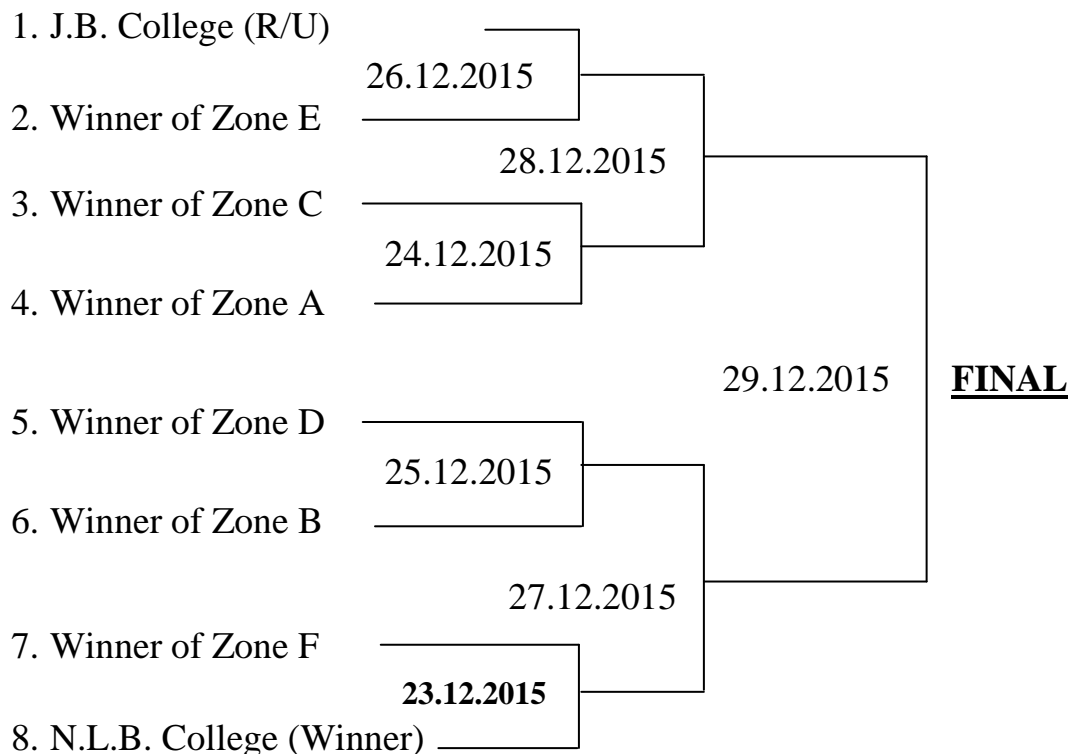 1. J.B. College (R/U)
26.12.2015
2. Winner of Zone E
28.12.2015
3. Winner of Zone C
24.12.2015
4. Winner of Zone A
29.12.2015 FINAL
5. Winner of Zone D
25.12.2015
6. Winner of Zone B
27.12.2015
7. Winner of Zone F
23.12.2015
8. N.L.B. College (Winner)